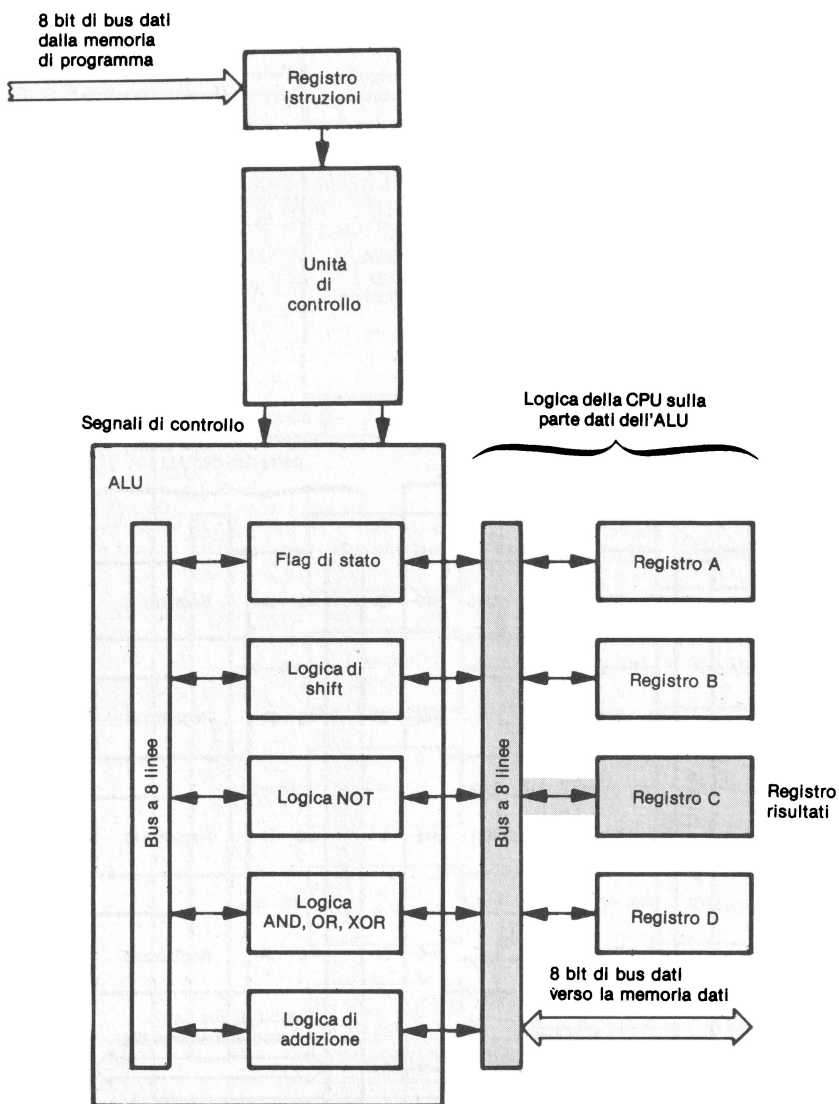 8 bit di bus dati
dalla memoria
di programma
Registro
istruzioni
Unità
di
controllo
Segnali di controllo
Logica della CPU sulla
parte dati dell'ALU
ALU
Bus a 8 linee
Flag di stato
Logica di
shift
Logica NOT
Logica
AND, OR, XOR
Logica di
addizione
Bus a 8 linee
Registro A
Registro B
Registro C
Registro
risultati
Registro D
8 bit di bus dati
verso la memoria dati